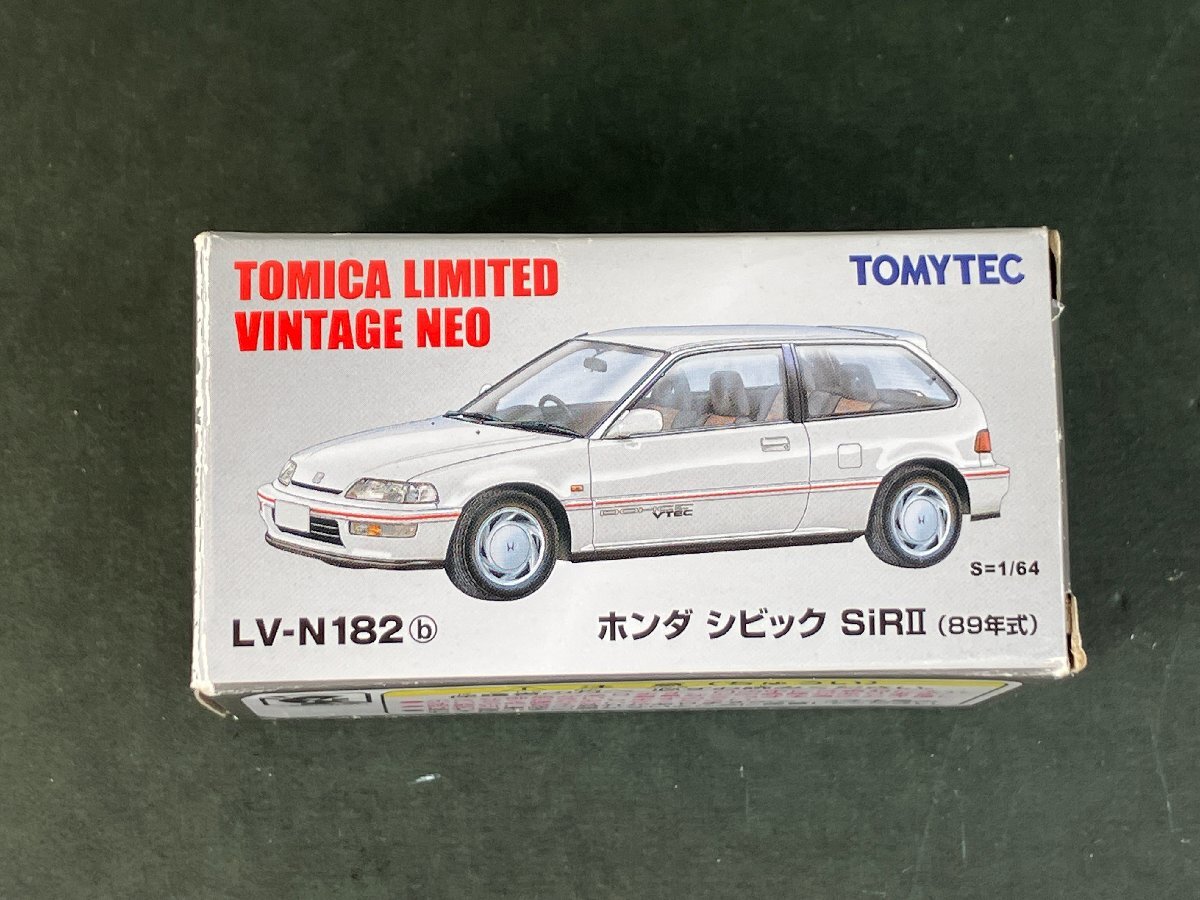 TOMICA LIMITED
VINTAGE NEO
TOMYTEC
DOHC
VTEC
S=1/64
LV-N182ⓑ
ホンダ シビック SiRⅡ (89年式)